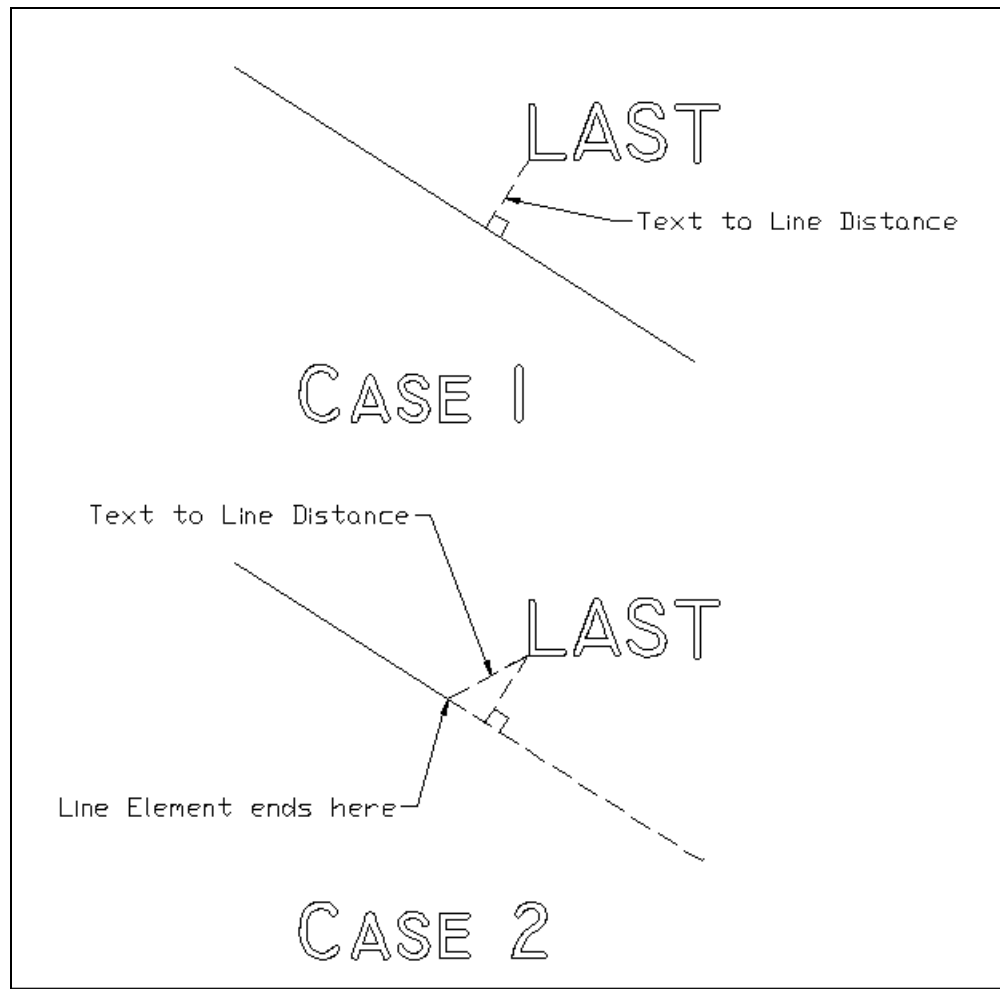 LAST
Text to Line Distance
CASE 1
Text to Line Distance
LAST
Line Element ends here
CASE 2